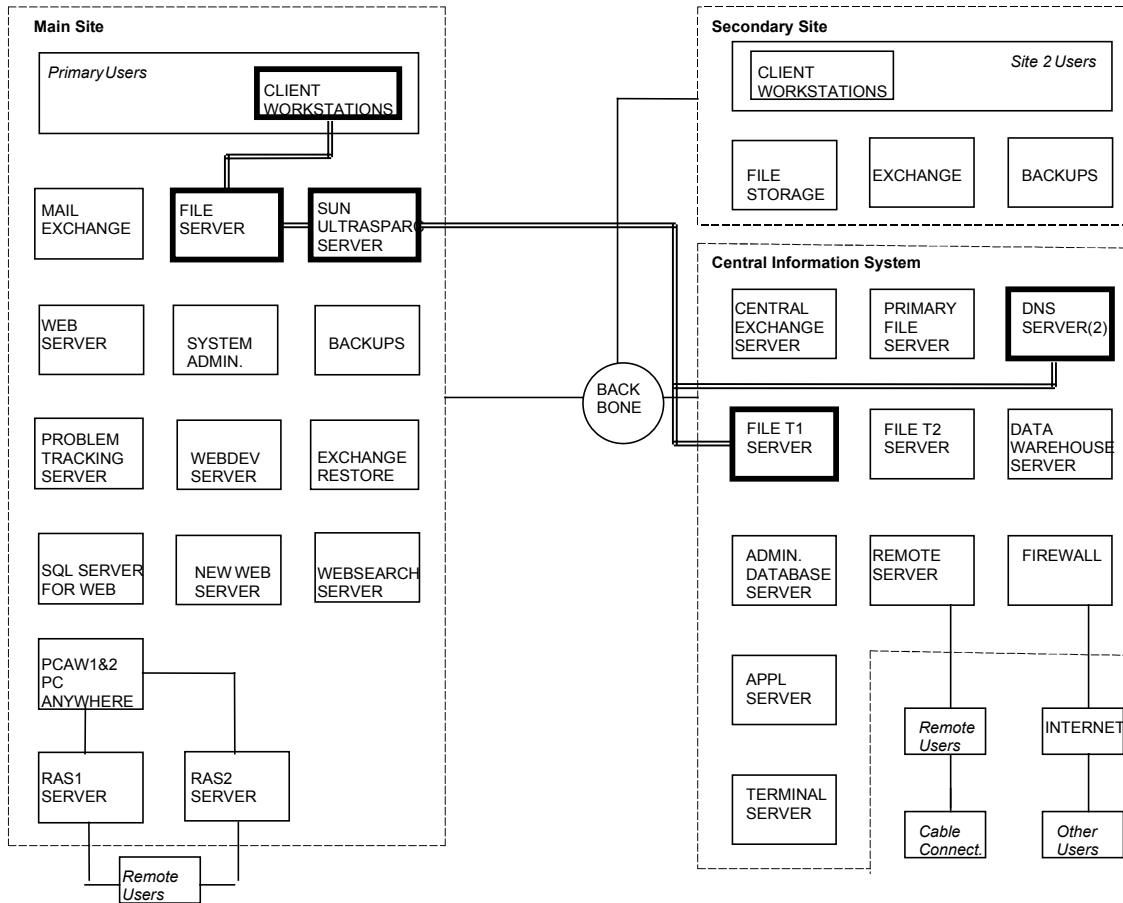 Main Site
Primary Users
CLIENT
WORKSTATIONS
MAIL
EXCHANGE
FILE
SERVER
SUN
ULTRASPARC
SERVER
WEB
SERVER
SYSTEM
ADMIN.
BACKUPS
PROBLEM
TRACKING
SERVER
WEBDEV
SERVER
EXCHANGE
RESTORE
SQL SERVER
FOR WEB
NEW WEB
SERVER
WEBSEARCH
SERVER
PCAW1&2
PC
ANYWHERE
RAS1
SERVER
RAS2
SERVER
Remote
Users
BACK
BONE
Secondary Site
CLIENT
WORKSTATIONS
Site 2 Users
FILE
STORAGE
EXCHANGE
BACKUPS
Central Information System
CENTRAL
EXCHANGE
SERVER
PRIMARY
FILE
SERVER
DNS
SERVER(2)
FILE T1
SERVER
FILE T2
SERVER
DATA
WAREHOUSE
SERVER
ADMIN.
DATABASE
SERVER
REMOTE
SERVER
FIREWALL
APPL
SERVER
Remote
Users
INTERNET
TERMINAL
SERVER
Cable
Connect.
Other
Users